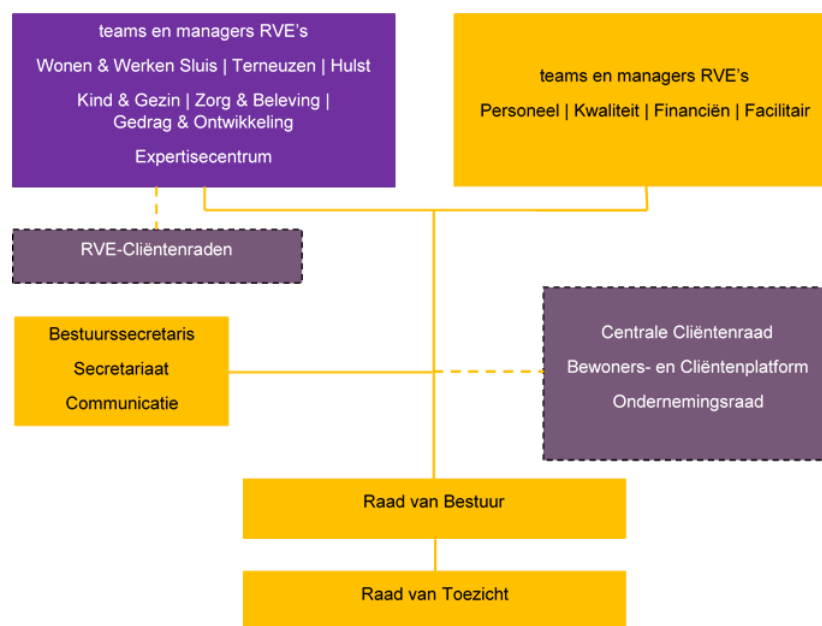 teams en managers RVE's
Wonen & Werken Sluis | Terneuzen | Hulst
Kind & Gezin | Zorg & Beleving |
Gedrag & Ontwikkeling
Expertisecentrum
teams en managers RVE's
Personeel | Kwaliteit | Financiën | Facilitair
RVE-Cliëntenraden
Bestuurssecretaris
Secretariaat
Communicatie
Centrale Cliëntenraad
Bewoners- en Cliëntenplatform
Ondernemingsraad
Raad van Bestuur
Raad van Toezicht